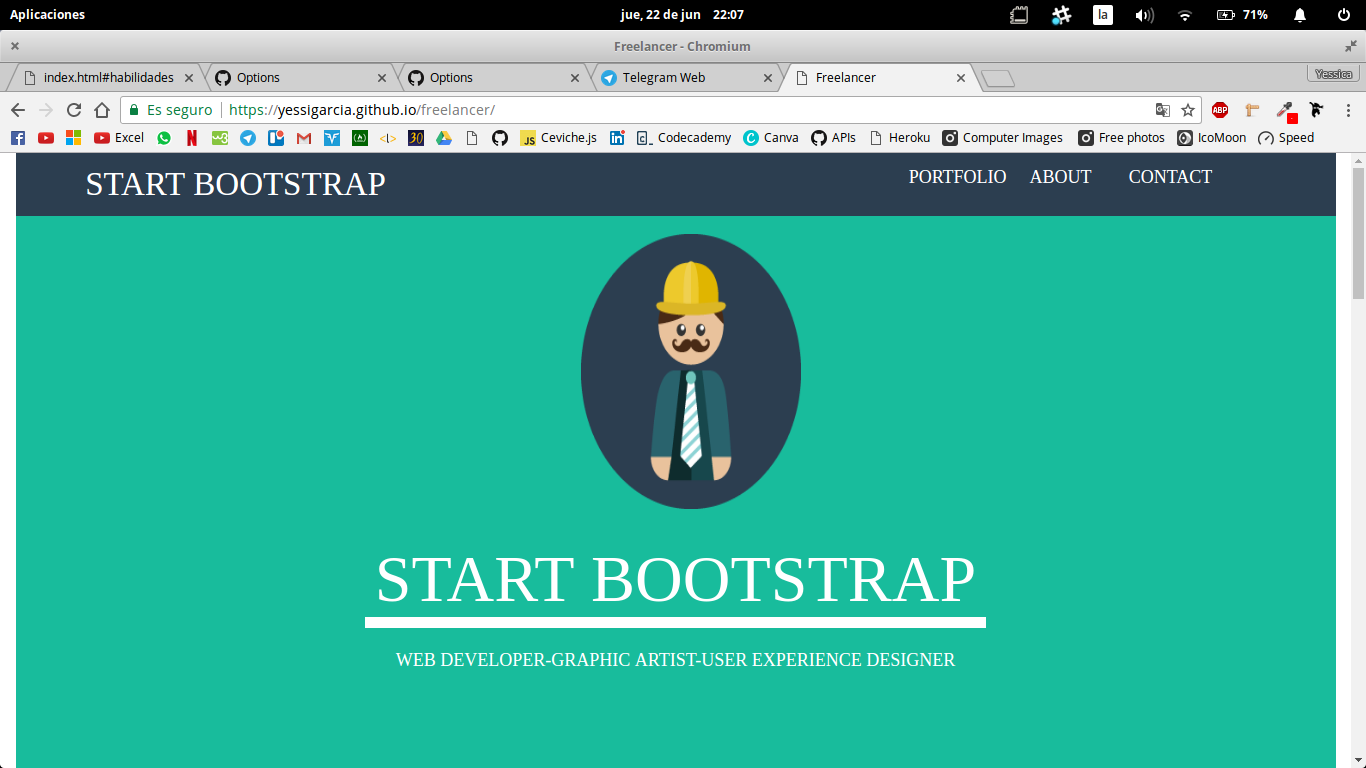 Aplicaciones jue, 22 de jun 22:07 la 71%
Freelancer - Chromium
index.html#habilidades Options Options Telegram Web Freelancer Yessica
Es seguro https://yessigarcia.github.io/freelancer/ ABP
Excel JS Ceviche.js Codecademy Canva APIs Heroku Computer Images Free photos IcoMoon Speed
START BOOTSTRAP PORTFOLIO ABOUT CONTACT
START BOOTSTRAP
WEB DEVELOPER-GRAPHIC ARTIST-USER EXPERIENCE DESIGNER